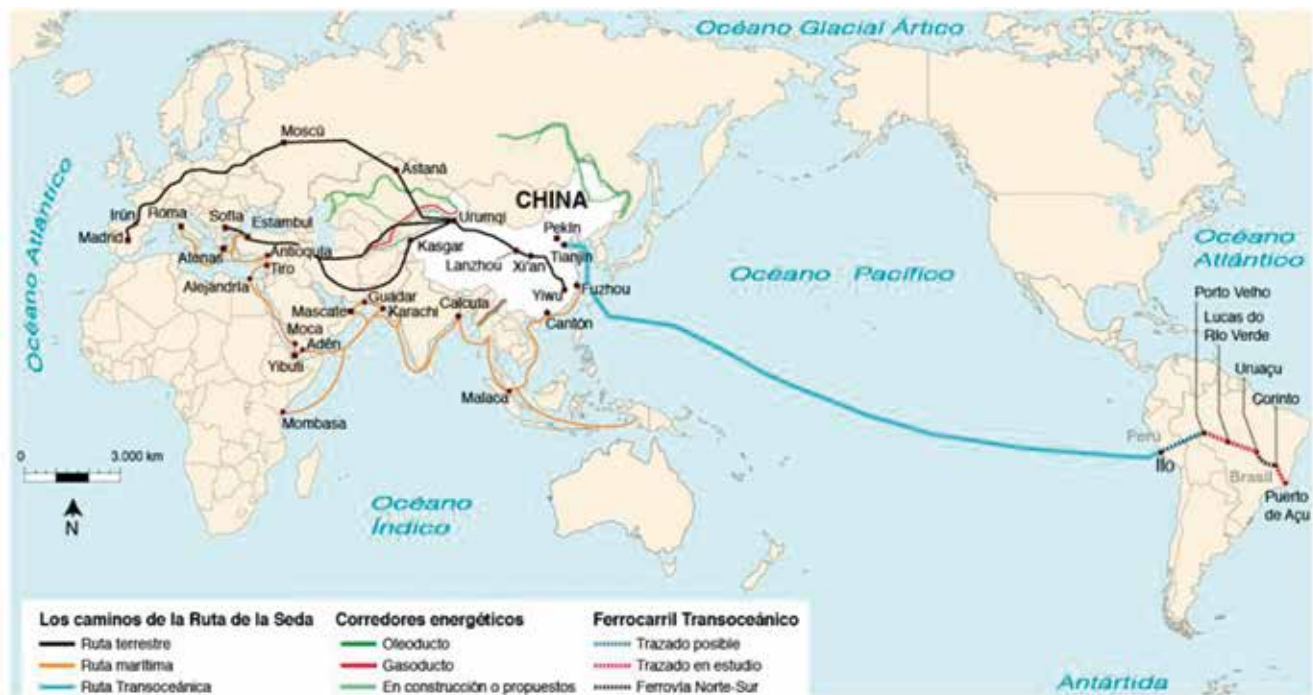 Océano Glacial Ártico
Océano Atlántico
Moscú
Astaná
CHINA
Irún
Roma
Sofía
Estambul
Urumqi
Pekín
Madrid
Atenas
Antioquía
Kasgar
Tianjin
Océano Pacífico
Océano
Atlántico
Tiro
Lanzhou
Xi'an
Alejandría
Yiwu
Fuzhou
Porto Velho
Guádar
Mascate
Karachi
Calcuta
Cantón
Lucas do
Río Verde
Moca
Adén
Yibuti
Uruaçu
Malaca
Corinto
Mombasa
Perú
Ilo
Brasil
0 3.000 km
N
Océano
Índico
Puerto
de Açu
Los caminos de la Ruta de la Seda
Ruta terrestre
Ruta marítima
Ruta Transoceánica
Corredores energéticos
Oleoducto
Gasoducto
En construcción o propuestos
Ferrocarril Transoceánico
Trazado posible
Trazado en estudio
Ferrovía Norte-Sur
Antártida